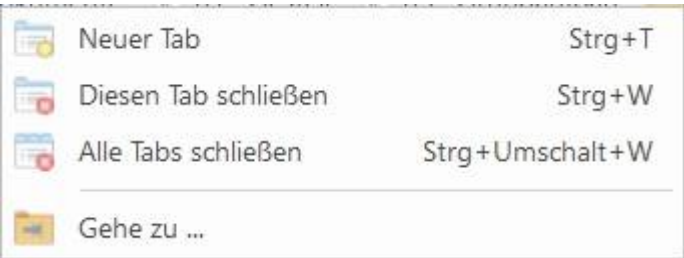 Neuer Tab Strg+T
Diesen Tab schließen Strg+W
Alle Tabs schließen Strg+Umschalt+W
Gehe zu ...